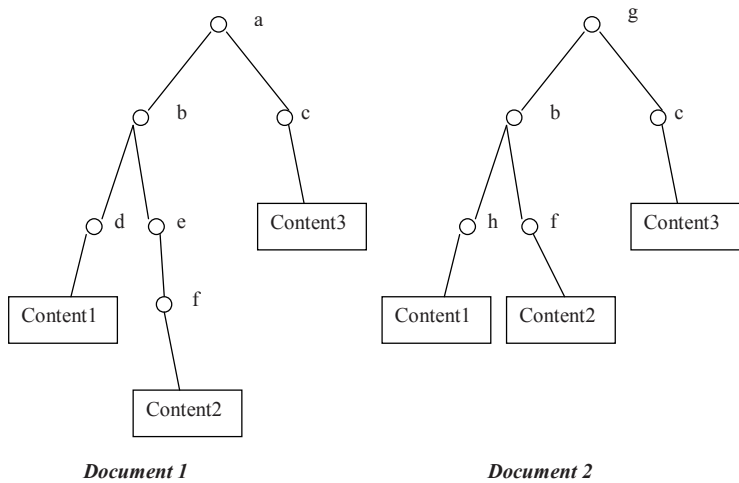 a
g
b
c
b
c
d
e
Content3
h
f
Content3
Content1
f
Content1
Content2
Content2
Document 1
Document 2